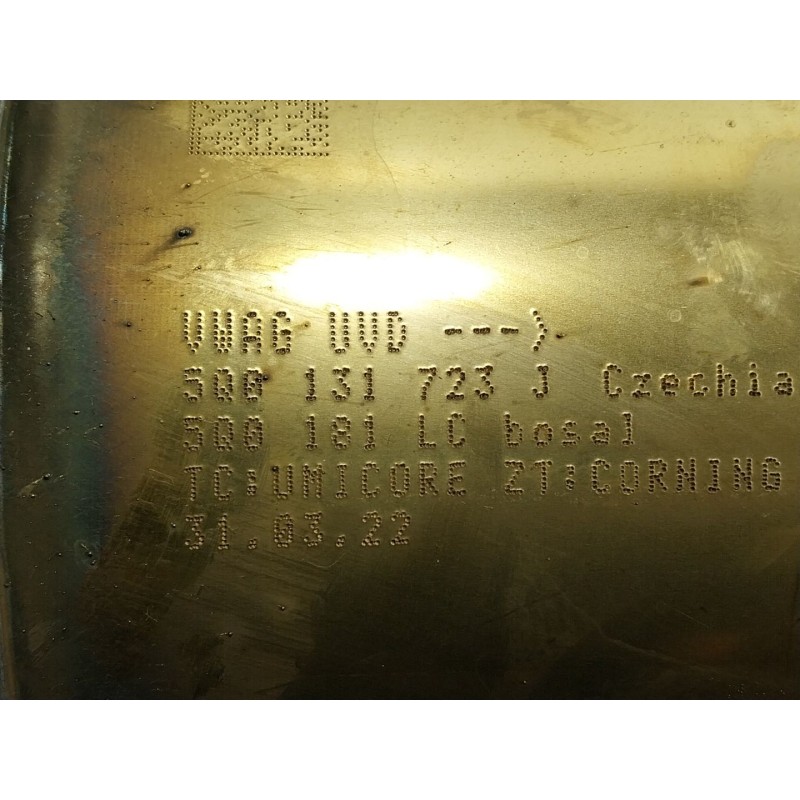 VWAG UVD --->
5Q0 131 723 J Czechia
5Q0 181 LC bosal
TC:UMICORE ZT:CORNING
31.03.22